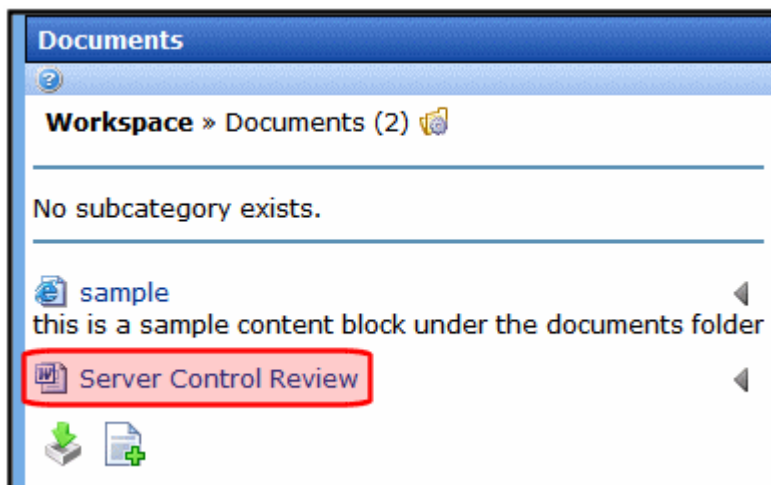 Documents
Workspace » Documents (2)
No subcategory exists.
sample
this is a sample content block under the documents folder
Server Control Review